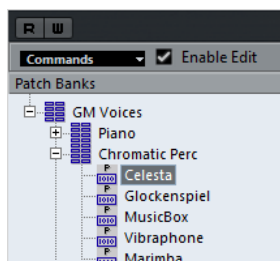 R W
Commands Enable Edit
Patch Banks
GM Voices
Piano
Chromatic Perc
P
Celesta
P
Glockenspiel
P
MusicBox
P
Vibraphone
P
Marimba